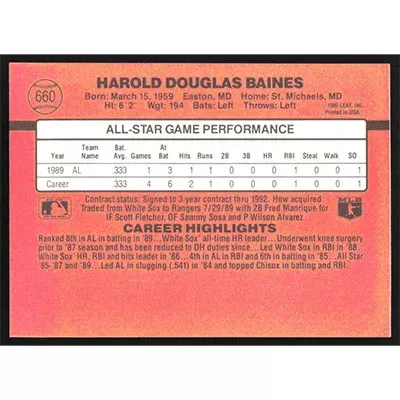 660
HAROLD DOUGLAS BAINES
Born: March 15, 1959 Easton, MD Home: St. Michaels, MD
Ht: 6' 2" Wgt: 194 Bats: Left Throws: Left
1989 LEAF, INC.
Printed in USA
ALL-STAR GAME PERFORMANCE
Year Team Name Bat. Avg. Games At Bat Hits Runs 2B 3B HR RBI Steal Walk SO
1989 AL .333 1 3 1 1 0 0 0 1 0 0 1
Career .333 4 6 2 1 0 0 0 1 0 0 1
Contract status: Signed to 3-year contract thru 1992. How acquired:
Traded from White Sox to Rangers 7/29/89 with 2B Fred Manrique for
IF Scott Fletcher, OF Sammy Sosa and P Wilson Alvarez
MLB
CAREER HIGHLIGHTS
Ranked 8th in AL in batting in '89...White Sox' all-time HR leader...Underwent knee surgery
prior to '87 season and has been reduced to DH duties since...Led White Sox in RBI in '88...
White Sox HR, RBI and hits leader in '86...4th in AL in batting and 6th in RBI in '85...All Star
'85-'87 and '89...Led AL in slugging (.541) in '84 and topped Chisox in batting and RBI